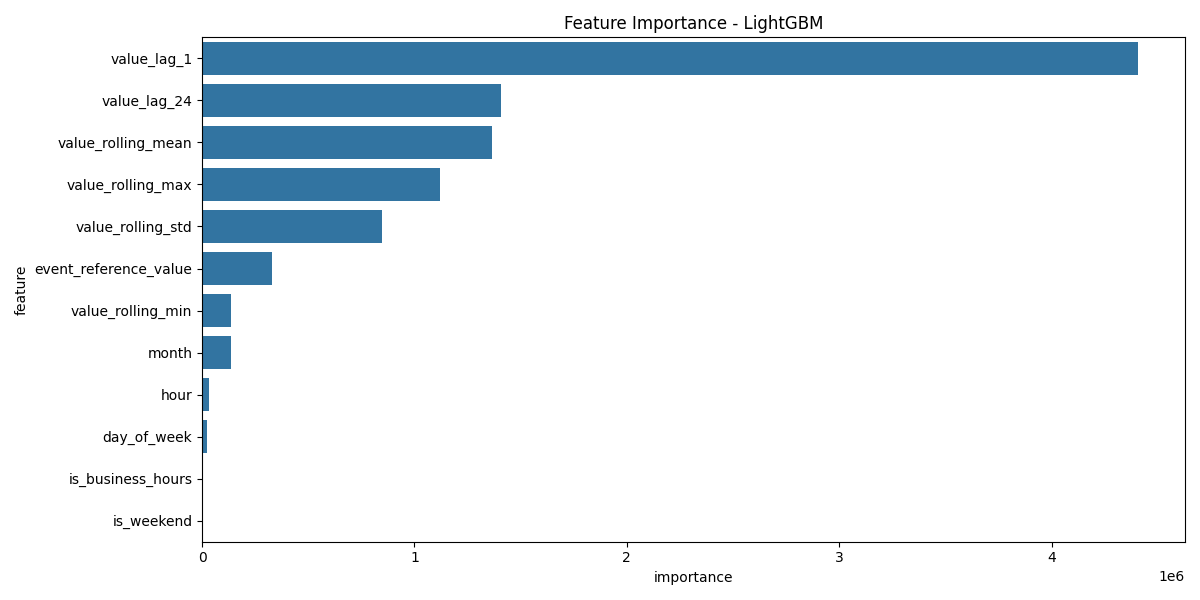 Feature Importance - LightGBM
value_lag_1
value_lag_24
value_rolling_mean
value_rolling_max
value_rolling_std
event_reference_value
value_rolling_min
month
hour
day_of_week
is_business_hours
is_weekend
feature
0 1 2 3 4
1e6
importance